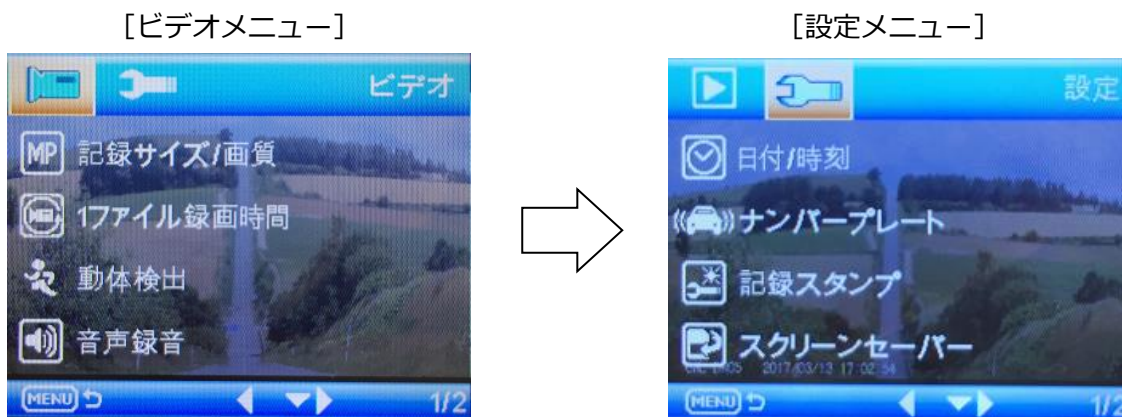 ［ビデオメニュー］
［設定メニュー］
ビデオ
MP 記録サイズ/画質
1ファイル録画時間
動体検出
音声録音
MENU 1/2
設定
日付/時刻
ナンバープレート
記録スタンプ
スクリーンセーバー
2017/03/13 17:02:54
MENU 1/2